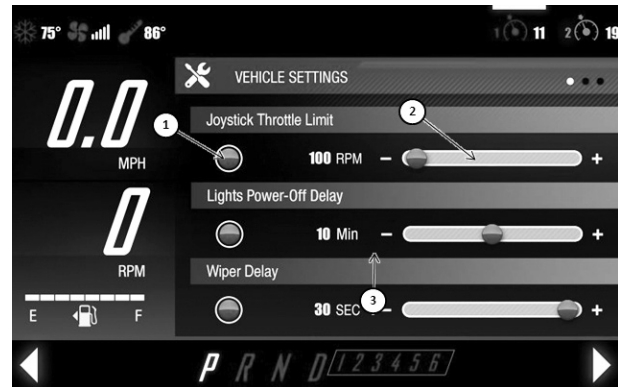 75° 86° 1 11 2 19
VEHICLE SETTINGS
0.0
MPH
Joystick Throttle Limit
1
2
100 RPM - +
Lights Power-Off Delay
0
RPM
10 Min - +
Wiper Delay
3
30 SEC - +
E F
P R N D 1 2 3 4 5 6